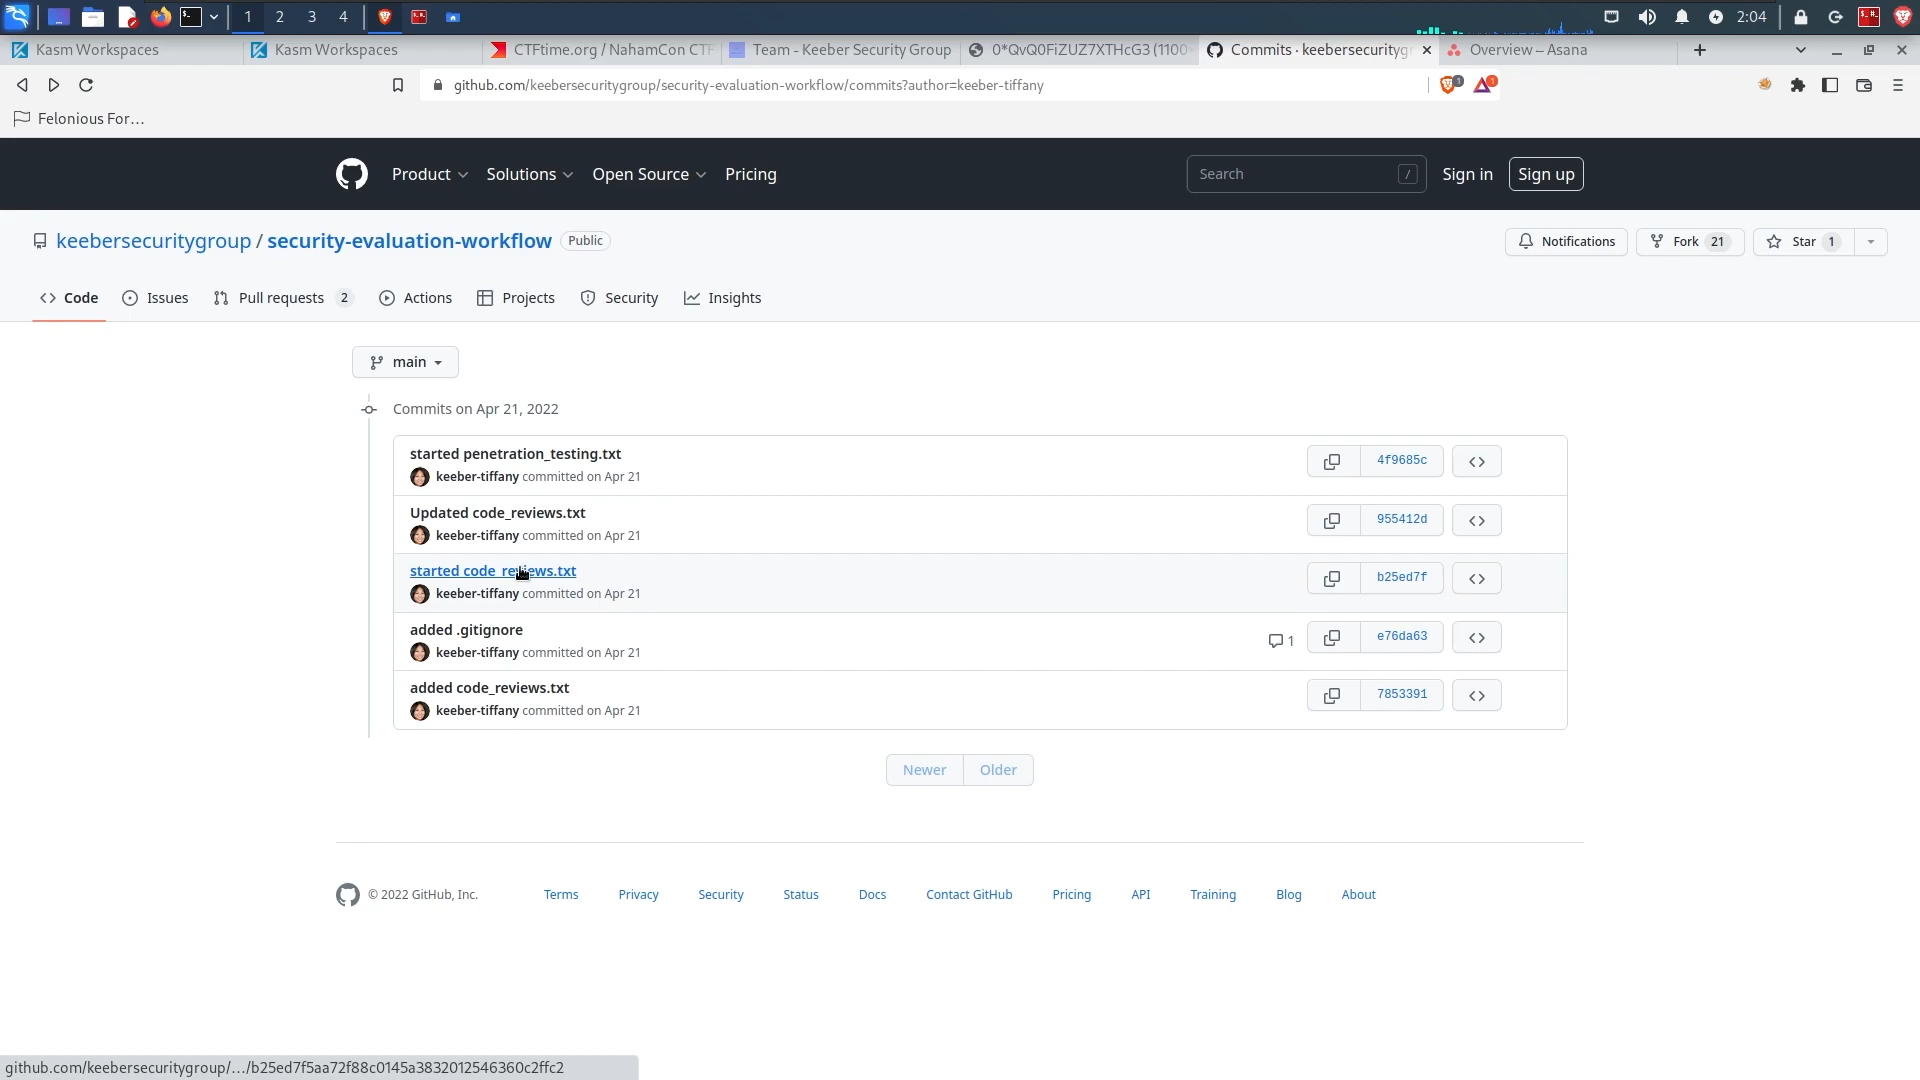 1 2 3 4 2:04
Kasm Workspaces Kasm Workspaces CTFtime.org / NahamCon CTF Team - Keeber Security Group 0*QvQ0FiZUZ7XTHcG3 (1100 Commits · keebersecurityg Overview – Asana
github.com/keebersecuritygroup/security-evaluation-workflow/commits?author=keeber-tiffany 1 1
Felonious For...
Product Solutions Open Source Pricing Search / Sign in Sign up
keebersecuritygroup / security-evaluation-workflow Public Notifications Fork 21 Star 1
Code Issues Pull requests 2 Actions Projects Security Insights
main
Commits on Apr 21, 2022
started penetration_testing.txt 4f9685c
keeber-tiffany committed on Apr 21
Updated code_reviews.txt 955412d
keeber-tiffany committed on Apr 21
started code_reviews.txt b25ed7f
keeber-tiffany committed on Apr 21
added .gitignore 1 e76da63
keeber-tiffany committed on Apr 21
added code_reviews.txt 7853391
keeber-tiffany committed on Apr 21
Newer Older
© 2022 GitHub, Inc. Terms Privacy Security Status Docs Contact GitHub Pricing API Training Blog About
github.com/keebersecuritygroup/.../b25ed7f5aa72f88c0145a3832012546360c2ffc2